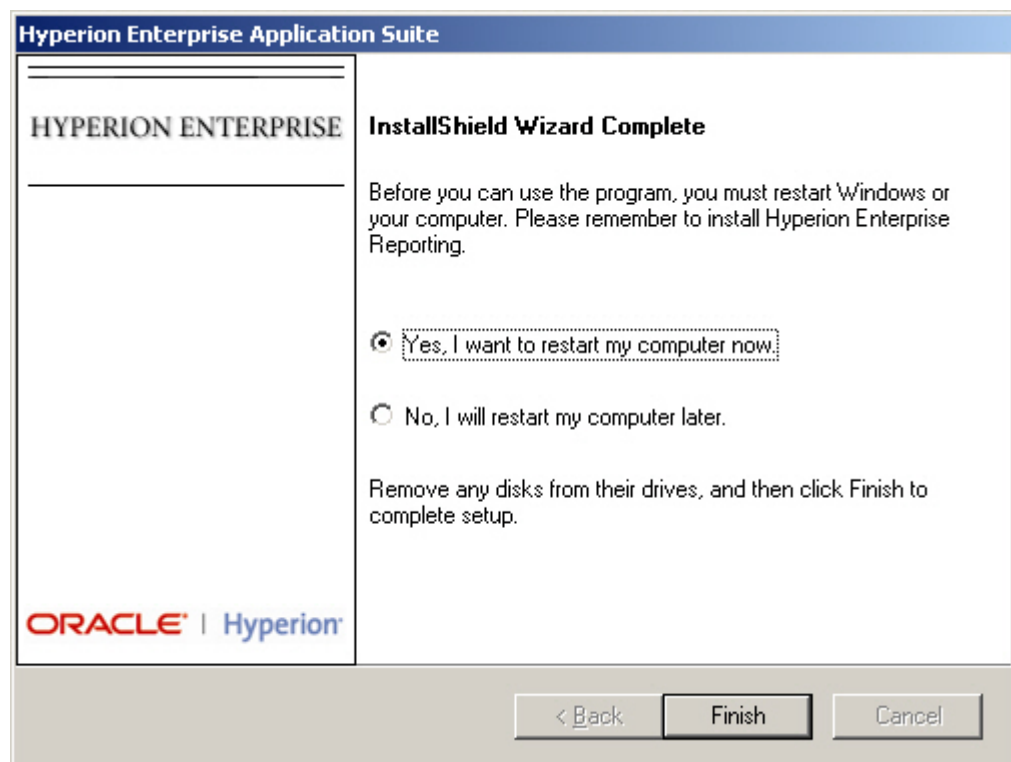 Hyperion Enterprise Application Suite
HYPERION ENTERPRISE
InstallShield Wizard Complete
Before you can use the program, you must restart Windows or
your computer. Please remember to install Hyperion Enterprise
Reporting.
Yes, I want to restart my computer now.
No, I will restart my computer later.
Remove any disks from their drives, and then click Finish to
complete setup.
ORACLE | Hyperion
< Back Finish Cancel